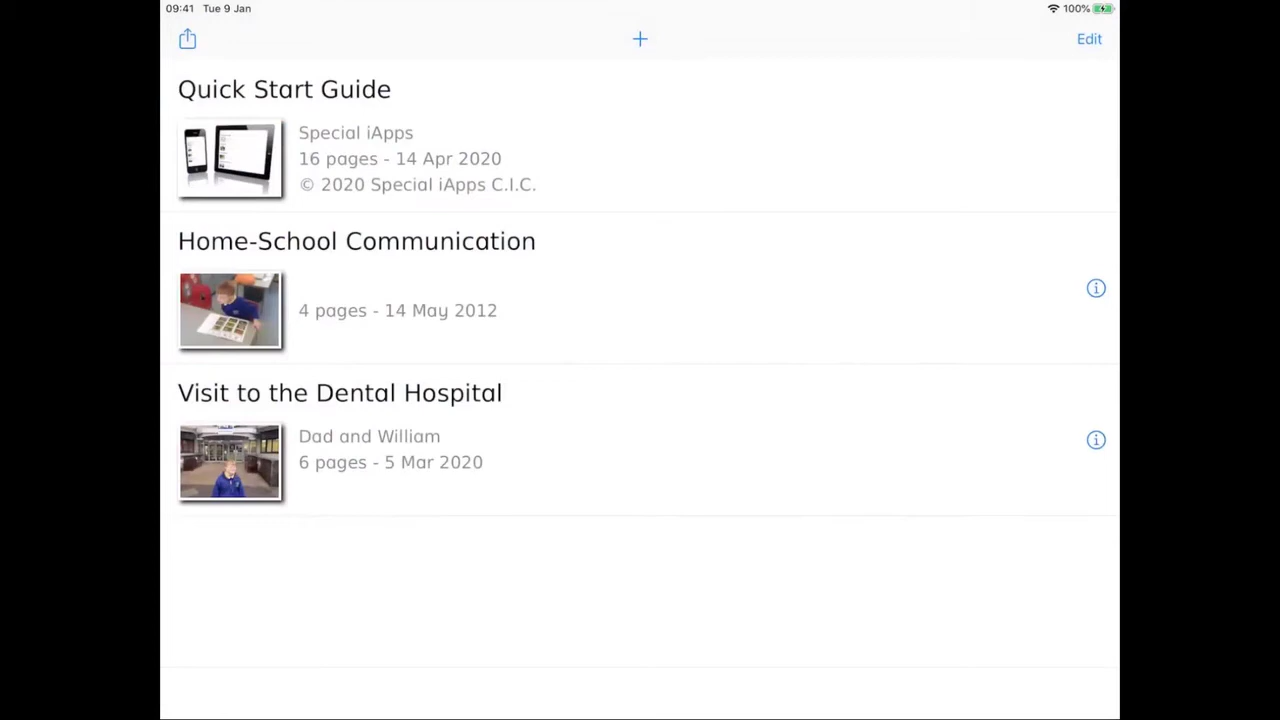 09:41 Tue 9 Jan 100%
Edit
Quick Start Guide
Special iApps
16 pages - 14 Apr 2020
© 2020 Special iApps C.I.C.
Home-School Communication
4 pages - 14 May 2012
Visit to the Dental Hospital
Dad and William
6 pages - 5 Mar 2020